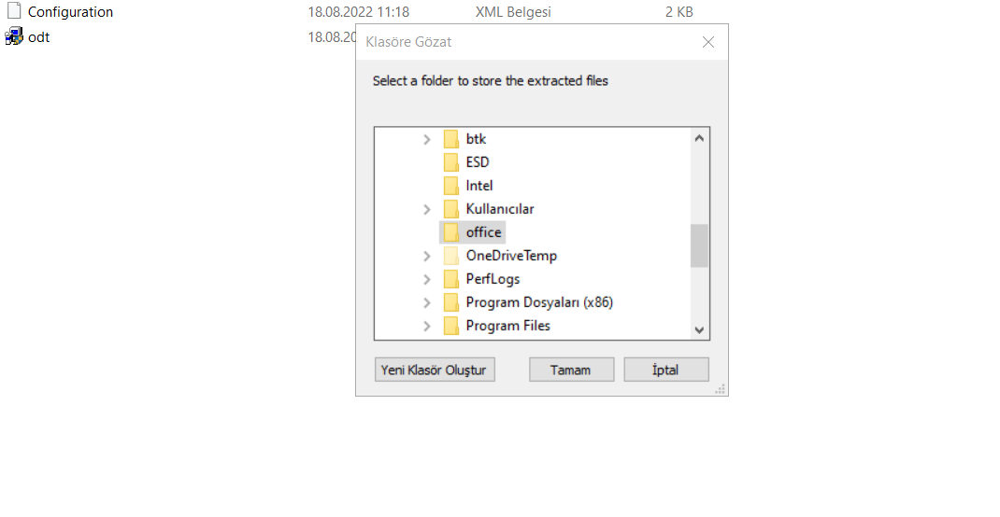 Configuration 18.08.2022 11:18 XML Belgesi 2 KB
odt 18.08.20
Klasöre Gözat
Select a folder to store the extracted files
btk
ESD
Intel
Kullanıcılar
office
OneDriveTemp
PerfLogs
Program Dosyaları (x86)
Program Files
Yeni Klasör Oluştur Tamam İptal